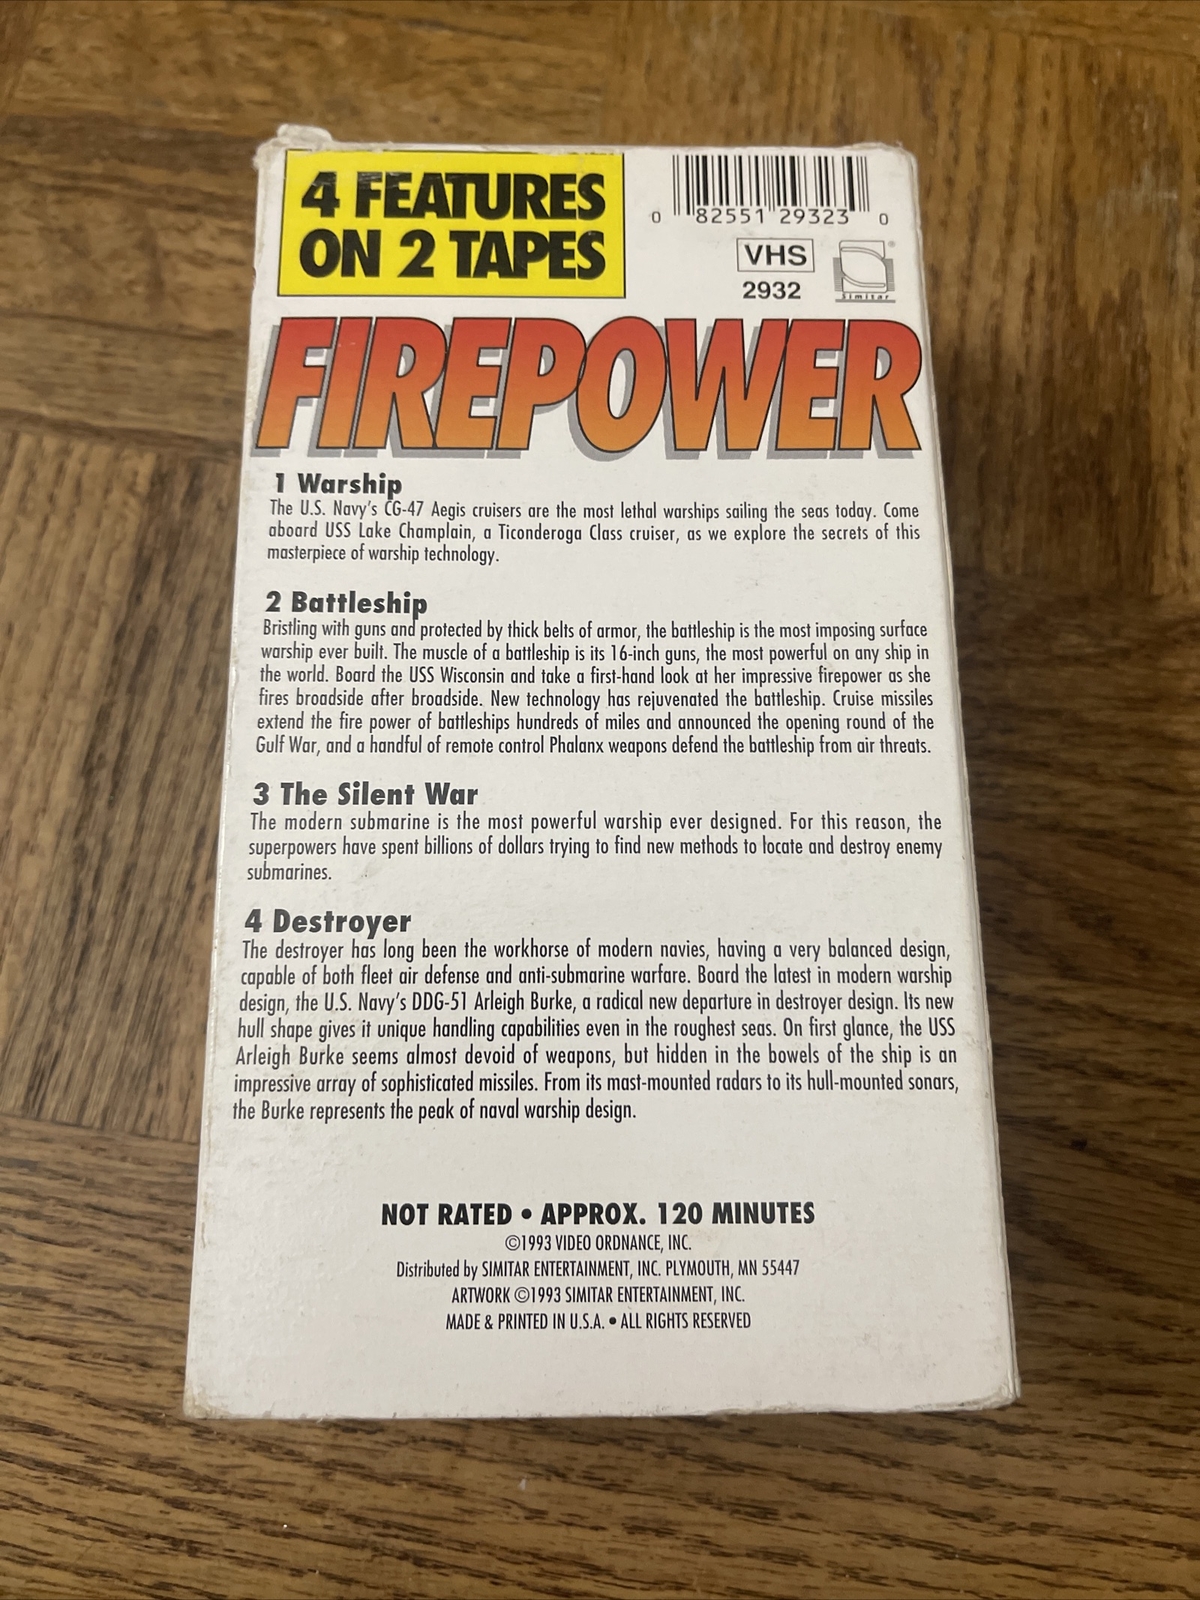 4 FEATURES
ON 2 TAPES
0 82551 29323 0
VHS
2932
Simitar
®
FIREPOWER
1 Warship
The U.S. Navy's CG-47 Aegis cruisers are the most lethal warships sailing the seas today. Come
aboard USS Lake Champlain, a Ticonderoga Class cruiser, as we explore the secrets of this
masterpiece of warship technology.
2 Battleship
Bristling with guns and protected by thick belts of armor, the battleship is the most imposing surface
warship ever built. The muscle of a battleship is its 16-inch guns, the most powerful on any ship in
the world. Board the USS Wisconsin and take a first-hand look at her impressive firepower as she
fires broadside after broadside. New technology has rejuvenated the battleship. Cruise missiles
extend the fire power of battleships hundreds of miles and announced the opening round of the
Gulf War, and a handful of remote control Phalanx weapons defend the battleship from air threats.
3 The Silent War
The modern submarine is the most powerful warship ever designed. For this reason, the
superpowers have spent billions of dollars trying to find new methods to locate and destroy enemy
submarines.
4 Destroyer
The destroyer has long been the workhorse of modern navies, having a very balanced design,
capable of both fleet air defense and anti-submarine warfare. Board the latest in modern warship
design, the U.S. Navy's DDG-51 Arleigh Burke, a radical new departure in destroyer design. Its new
hull shape gives it unique handling capabilities even in the roughest seas. On first glance, the USS
Arleigh Burke seems almost devoid of weapons, but hidden in the bowels of the ship is an
impressive array of sophisticated missiles. From its mast-mounted radars to its hull-mounted sonars,
the Burke represents the peak of naval warship design.
NOT RATED • APPROX. 120 MINUTES
©1993 VIDEO ORDNANCE, INC.
Distributed by SIMITAR ENTERTAINMENT, INC. PLYMOUTH, MN 55447
ARTWORK ©1993 SIMITAR ENTERTAINMENT, INC.
MADE & PRINTED IN U.S.A. • ALL RIGHTS RESERVED